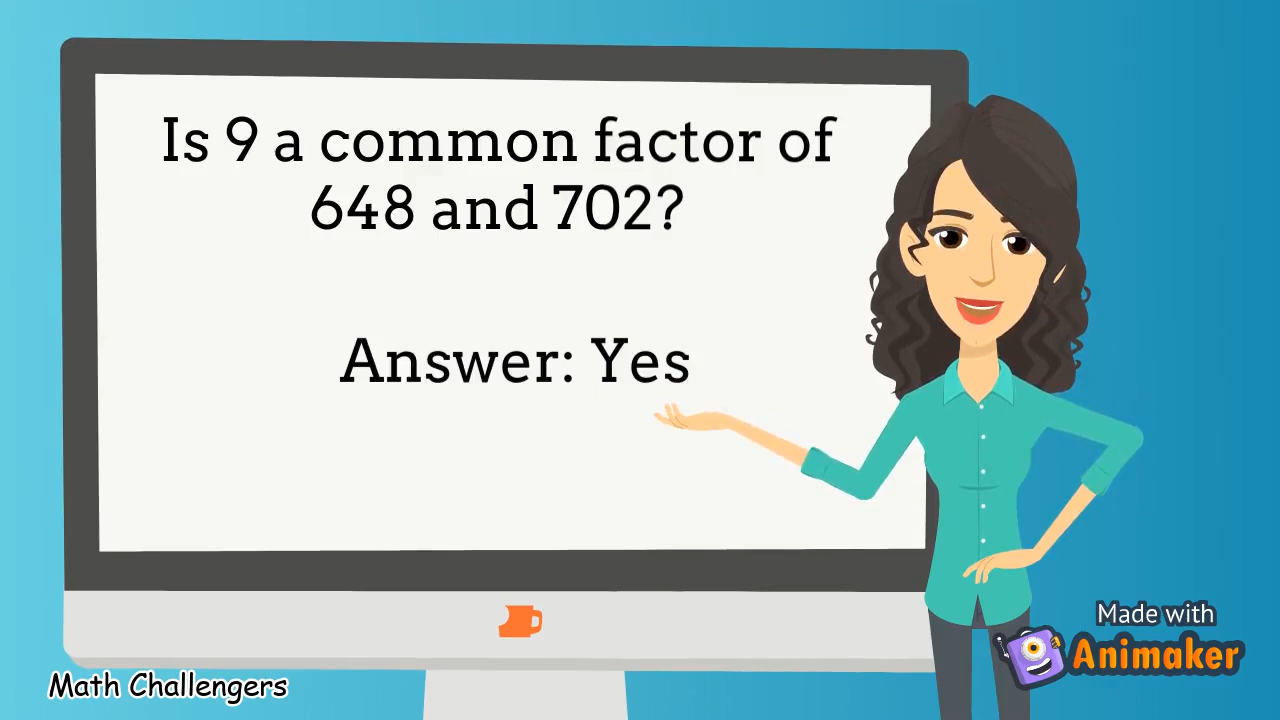 Is 9 a common factor of
648 and 702?
Answer: Yes
Made with
Animaker
Math Challengers